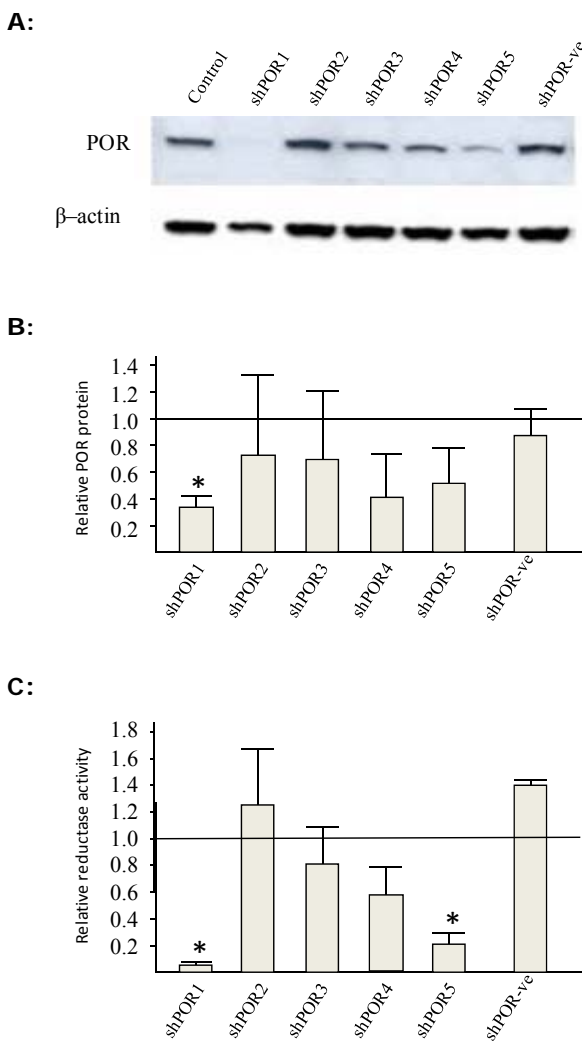 A:
Control shPOR1 shPOR2 shPOR3 shPOR4 shPOR5 shPOR-ve
POR
β–actin
B:
Relative POR protein
1.4
1.2
1.0
0.8
0.6
0.4
0.2
*
shPOR1 shPOR2 shPOR3 shPOR4 shPOR5 shPOR-ve
C:
Relative reductase activity
1.8
1.6
1.4
1.2
1.0
0.8
0.6
0.4
0.2
* *
shPOR1 shPOR2 shPOR3 shPOR4 shPOR5 shPOR-ve